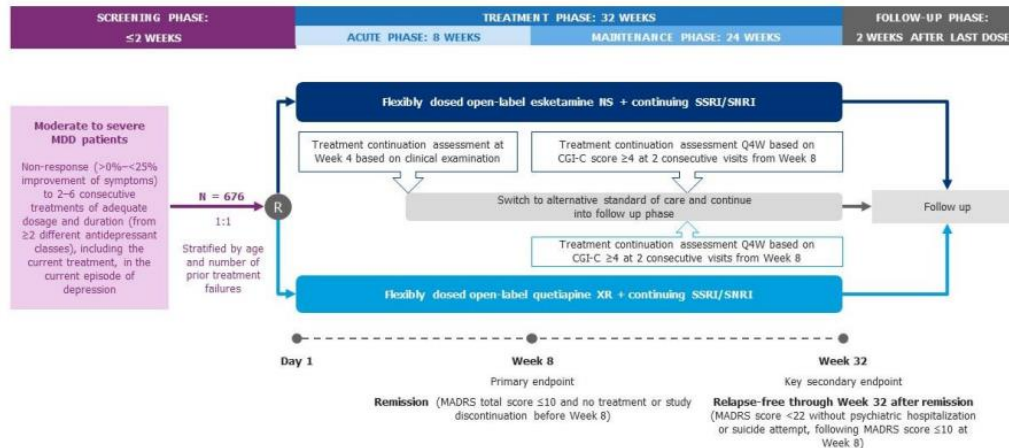 SCREENING PHASE:
≤2 WEEKS
TREATMENT PHASE: 32 WEEKS
ACUTE PHASE: 8 WEEKS
MAINTENANCE PHASE: 24 WEEKS
FOLLOW-UP PHASE:
2 WEEKS AFTER LAST DOSE
Moderate to severe
MDD patients
Non-response (>0%–<25%
improvement of symptoms)
to 2–6 consecutive
treatments of adequate
dosage and duration (from
≥2 different antidepressant
classes), including the
current treatment, in the
current episode of
depression
N = 676
1:1
Stratified by age
and number of
prior treatment
failures
R
Flexibly dosed open-label esketamine NS + continuing SSRI/SNRI
Treatment continuation assessment at
Week 4 based on clinical examination
Treatment continuation assessment Q4W based on
CGI-C score ≥4 at 2 consecutive visits from Week 8
Switch to alternative standard of care and continue
into follow up phase
Follow up
Treatment continuation assessment Q4W based on
CGI-C ≥4 at 2 consecutive visits from Week 8
Flexibly dosed open-label quetiapine XR + continuing SSRI/SNRI
Day 1
Week 8
Primary endpoint
Remission (MADRS total score ≤10 and no treatment or study
discontinuation before Week 8)
Week 32
Key secondary endpoint
Relapse-free through Week 32 after remission
(MADRS score <22 without psychiatric hospitalization
or suicide attempt, following MADRS score ≤10 at
Week 8)